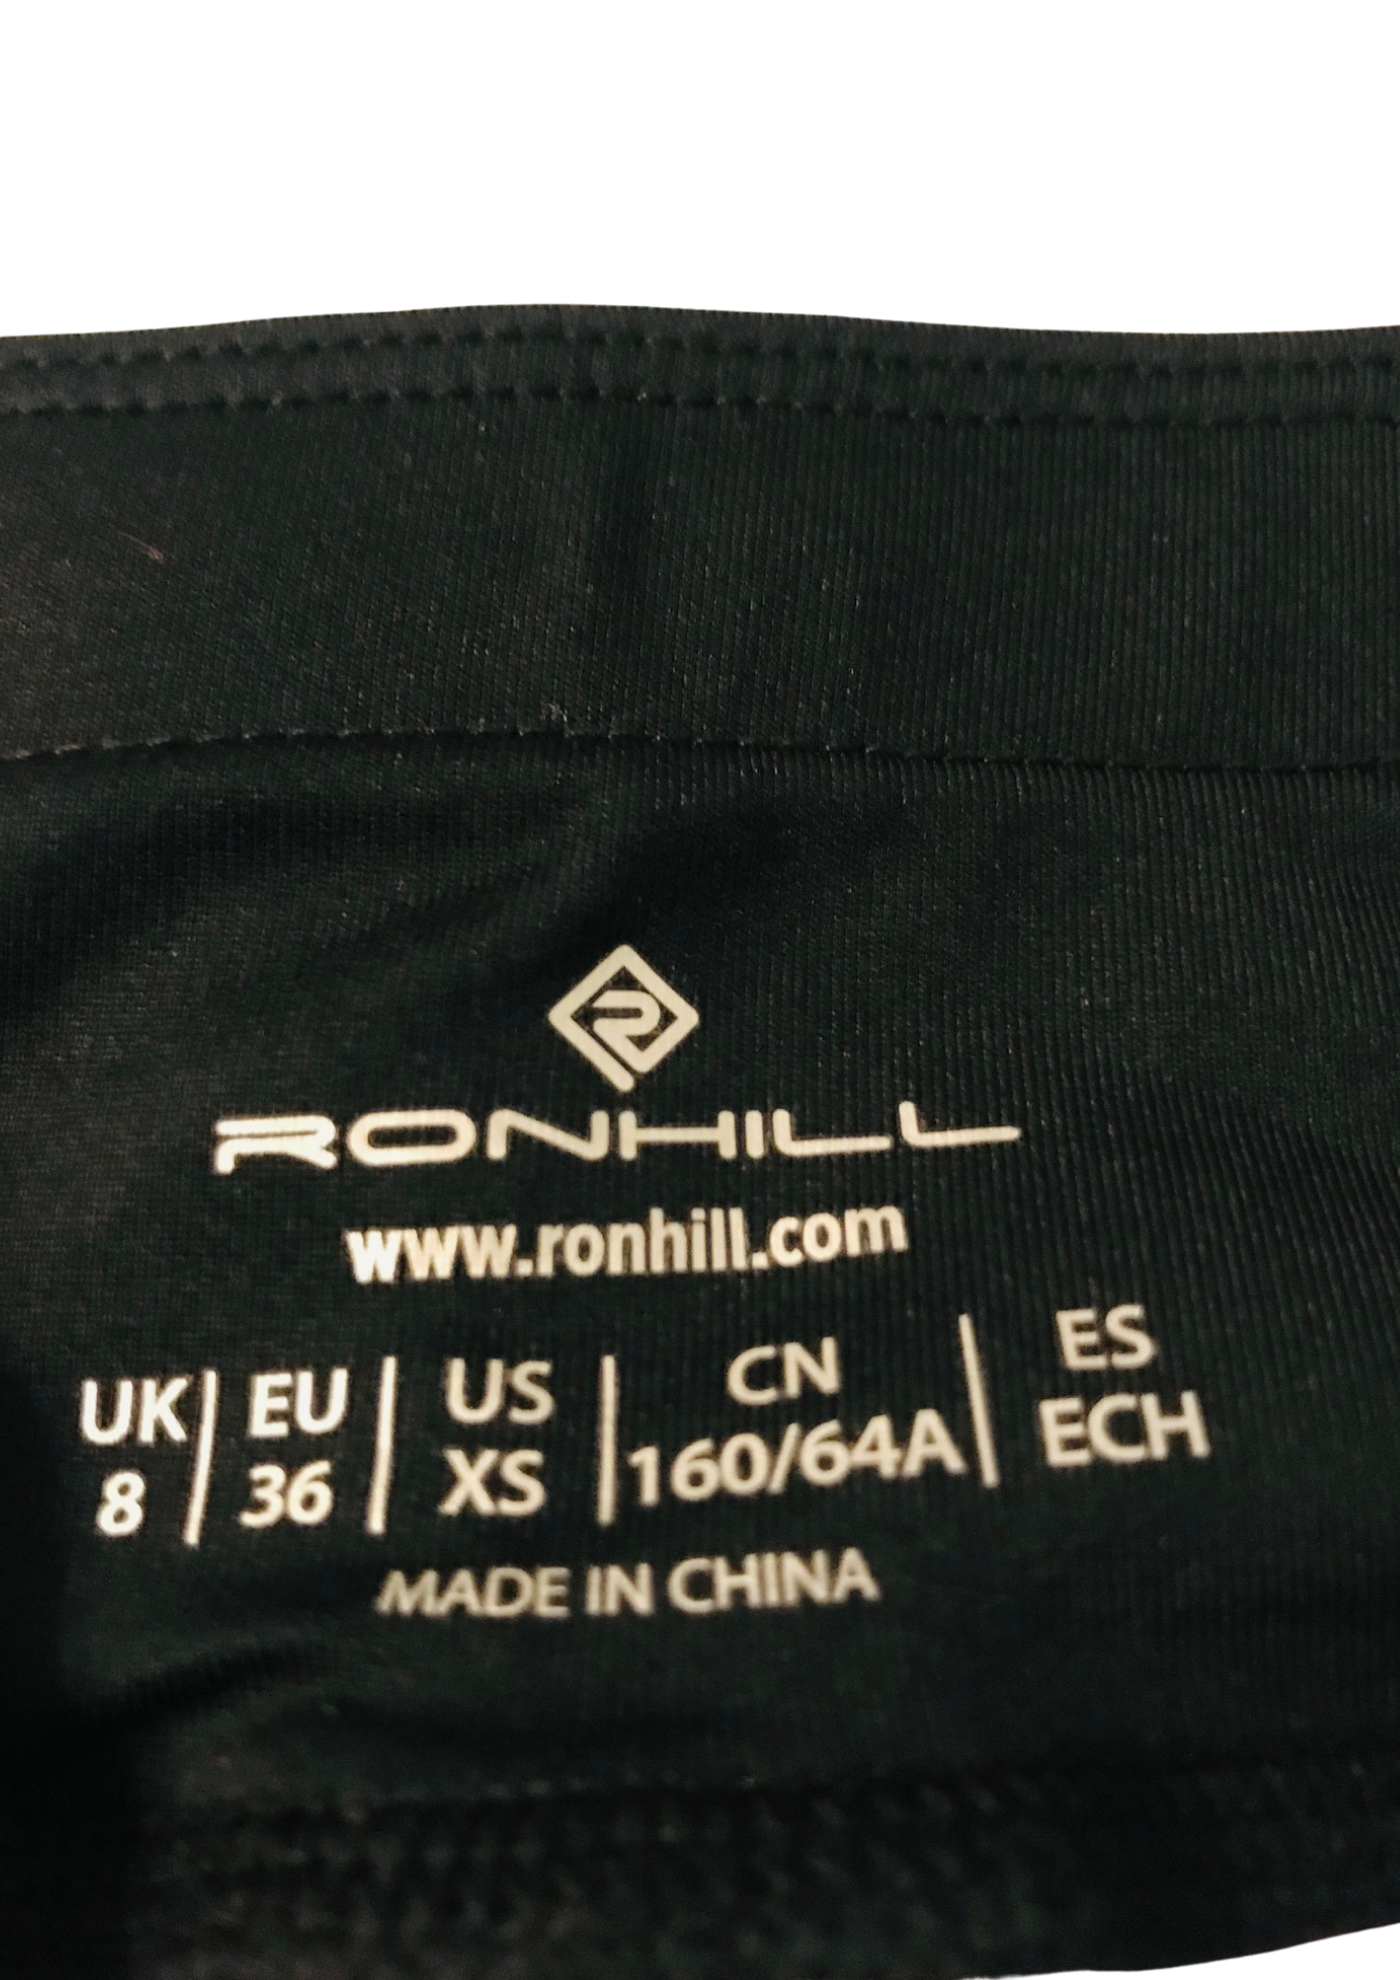 RONHILL
www.ronhill.com
UK | EU | US | CN | ES
8 | 36 | XS | 160/64A | ECH
MADE IN CHINA